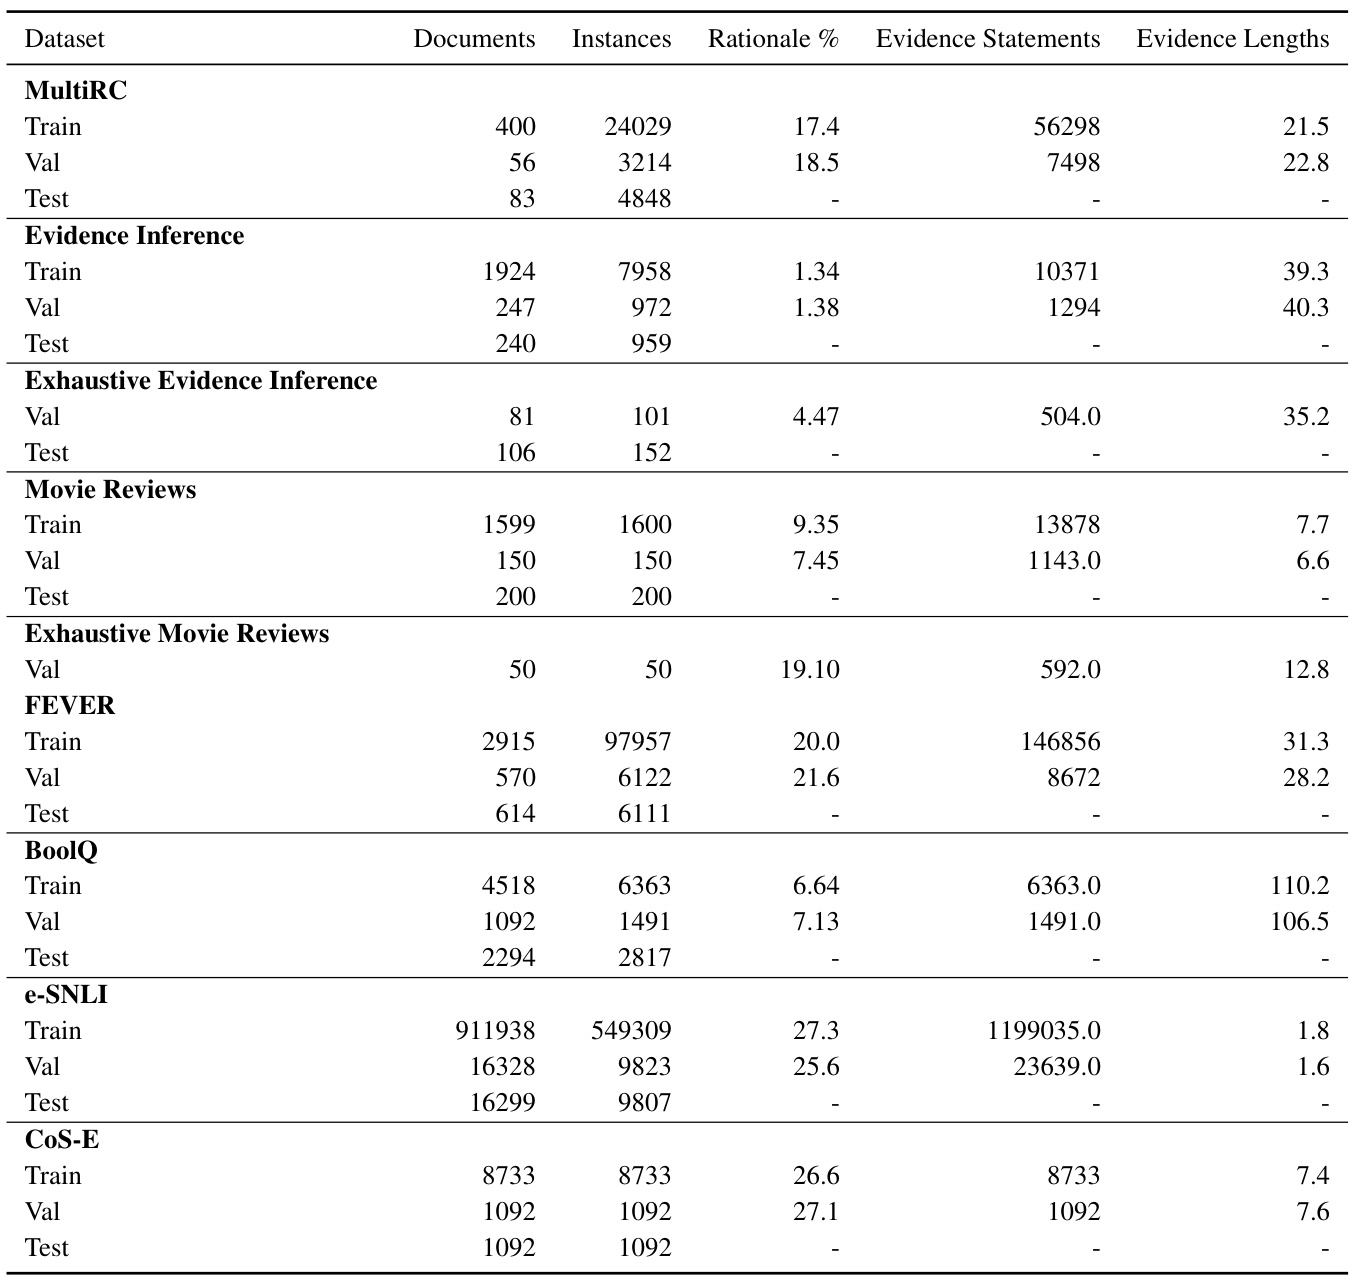 Dataset Documents Instances Rationale % Evidence Statements Evidence Lengths
MultiRC
Train 400 24029 17.4 56298 21.5
Val 56 3214 18.5 7498 22.8
Test 83 4848 - - -
Evidence Inference
Train 1924 7958 1.34 10371 39.3
Val 247 972 1.38 1294 40.3
Test 240 959 - - -
Exhaustive Evidence Inference
Val 81 101 4.47 504.0 35.2
Test 106 152 - - -
Movie Reviews
Train 1599 1600 9.35 13878 7.7
Val 150 150 7.45 1143.0 6.6
Test 200 200 - - -
Exhaustive Movie Reviews
Val 50 50 19.10 592.0 12.8
FEVER
Train 2915 97957 20.0 146856 31.3
Val 570 6122 21.6 8672 28.2
Test 614 6111 - - -
BoolQ
Train 4518 6363 6.64 6363.0 110.2
Val 1092 1491 7.13 1491.0 106.5
Test 2294 2817 - - -
e-SNLI
Train 911938 549309 27.3 1199035.0 1.8
Val 16328 9823 25.6 23639.0 1.6
Test 16299 9807 - - -
CoS-E
Train 8733 8733 26.6 8733 7.4
Val 1092 1092 27.1 1092 7.6
Test 1092 1092 - - -